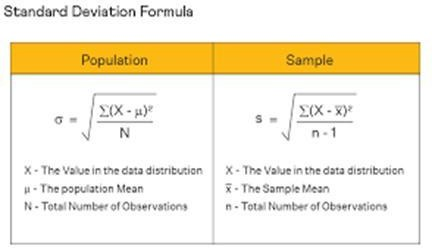 Standard Deviation Formula
Population
Sample
σ = √(Σ(X - μ)² / N)
s = √(Σ(X - x̄)² / n - 1)
X - The Value in the data distribution
μ - The population Mean
N - Total Number of Observations
X - The Value in the data distribution
x̄ - The Sample Mean
n - Total Number of Observations